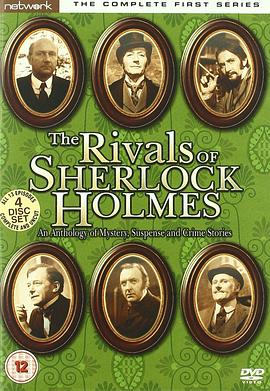 network
THE COMPLETE FIRST SERIES
The Rivals OF
SHERLOCK
HOLMES
An Anthology of Mystery, Suspense and Crime Stories
ALL 13 EPISODES
4
DISC
SET
COMPLETE AND UNCUT
12
DVD
VIDEO